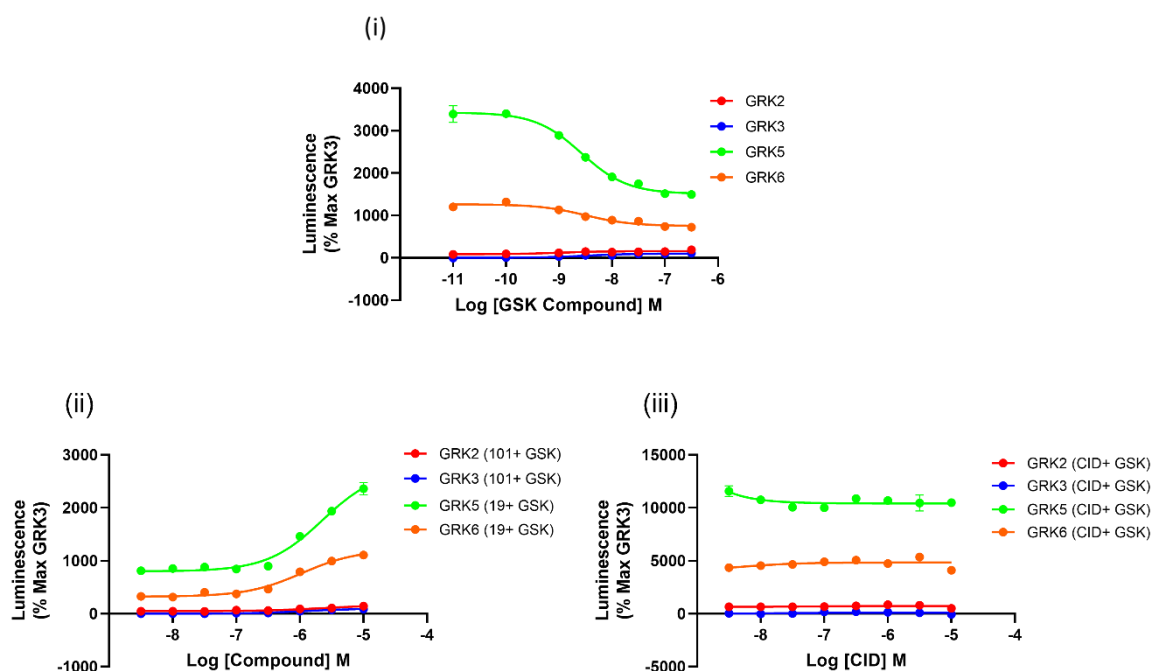 (i)
Luminescence
(% Max GRK3)
4000
3000
2000
1000
0
-1000
-11
-10
-9
-8
-7
-6
Log [GSK Compound] M
GRK2
GRK3
GRK5
GRK6
(ii)
Luminescence
(% Max GRK3)
3000
2000
1000
0
-1000
-8
-7
-6
-5
-4
Log [Compound] M
GRK2 (101+ GSK)
GRK3 (101+ GSK)
GRK5 (19+ GSK)
GRK6 (19+ GSK)
(iii)
Luminescence
(% Max GRK3)
15000
10000
5000
0
-5000
-8
-7
-6
-5
-4
Log [CID] M
GRK2 (CID+ GSK)
GRK3 (CID+ GSK)
GRK5 (CID+ GSK)
GRK6 (CID+ GSK)